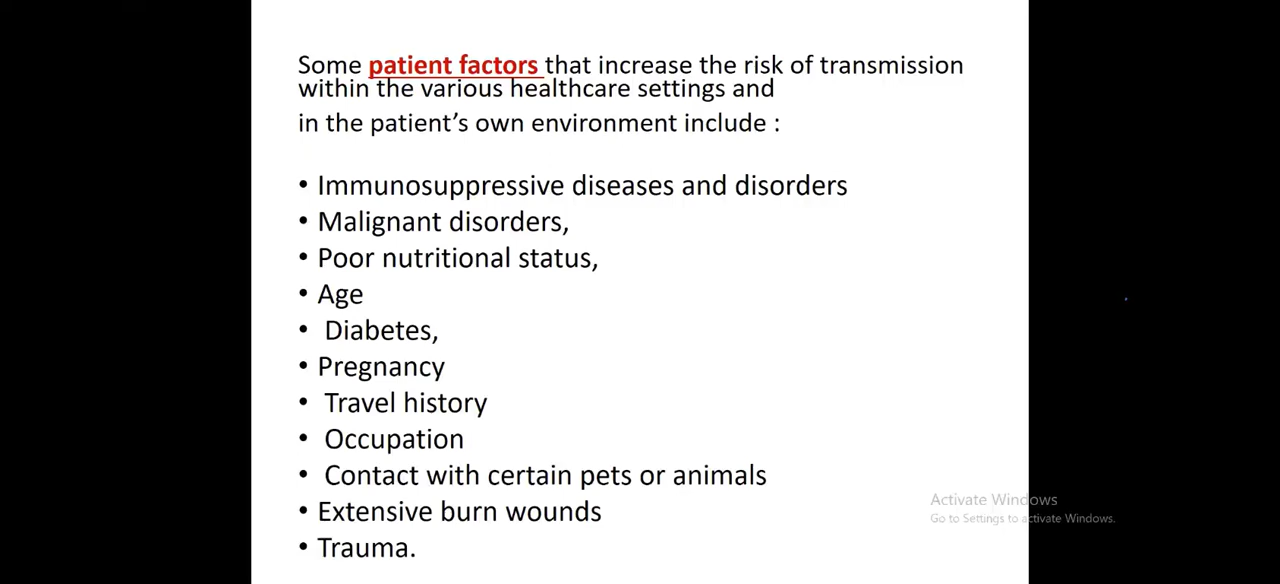 Some patient factors that increase the risk of transmission
within the various healthcare settings and
in the patient’s own environment include :
• Immunosuppressive diseases and disorders
• Malignant disorders,
• Poor nutritional status,
• Age
• Diabetes,
• Pregnancy
• Travel history
• Occupation
• Contact with certain pets or animals
• Extensive burn wounds
• Trauma.
Activate Windows
Go to Settings to activate Windows.